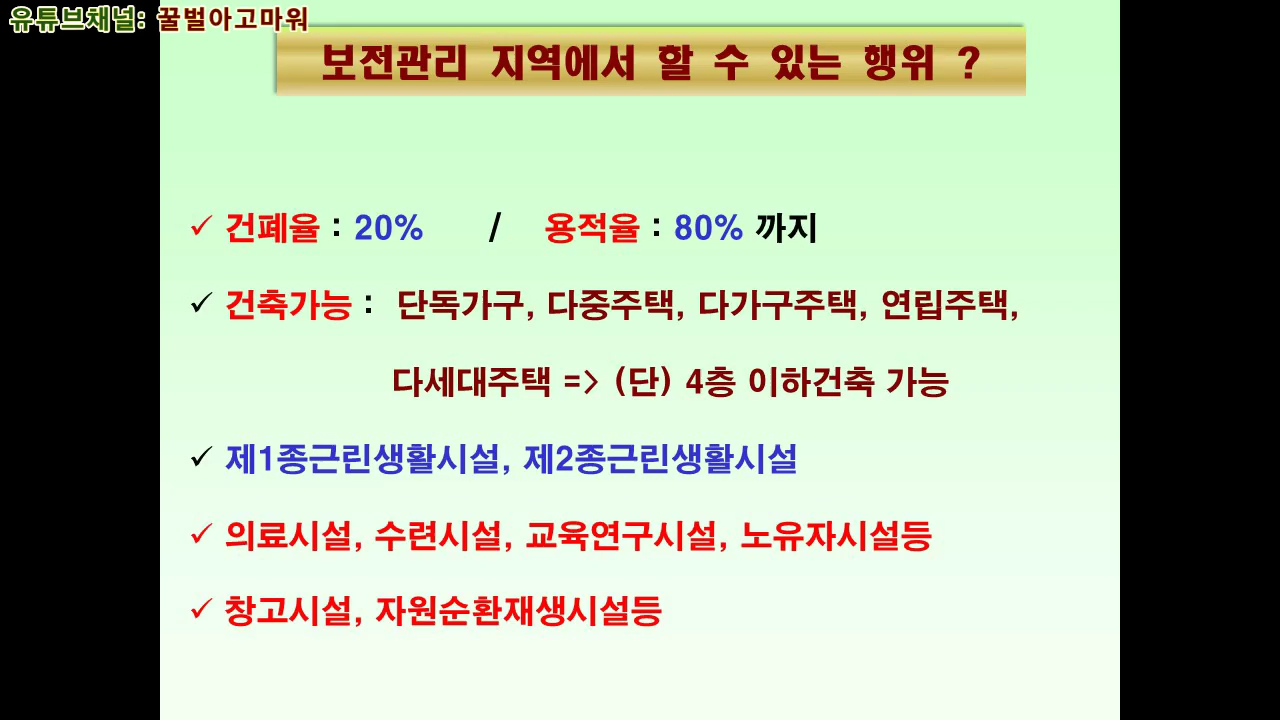 유튜브채널: 꿀벌아고마워
보전관리 지역에서 할 수 있는 행위 ?
✓ 건폐율 : 20% / 용적율 : 80% 까지
✓ 건축가능 : 단독가구, 다중주택, 다가구주택, 연립주택,
다세대주택 => (단) 4층 이하건축 가능
✓ 제1종근린생활시설, 제2종근린생활시설
✓ 의료시설, 수련시설, 교육연구시설, 노유자시설등
✓ 창고시설, 자원순환재생시설등